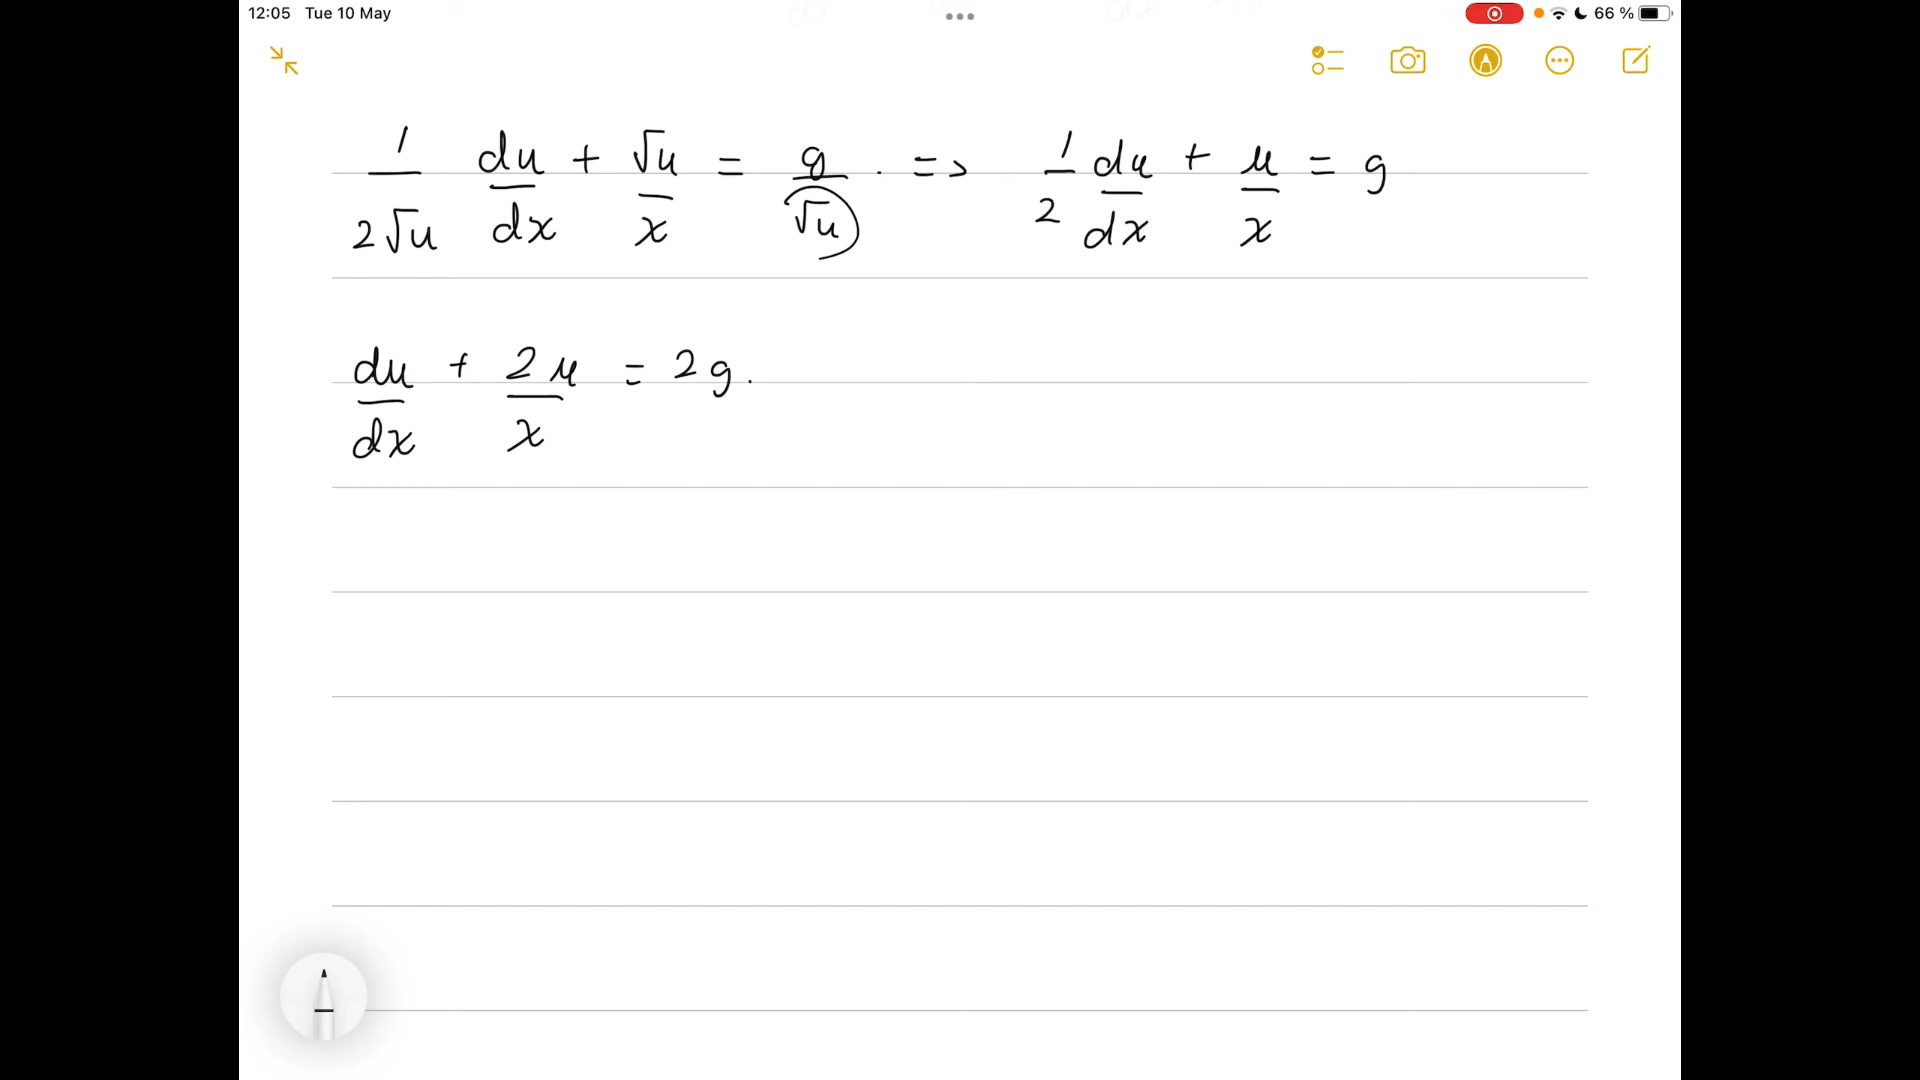 12:05 Tue 10 May 66 %
1/(2√u) du/dx + √u/x = g/√u . => 1/2 du/dx + u/x = g
du/dx + 2u/x = 2g.